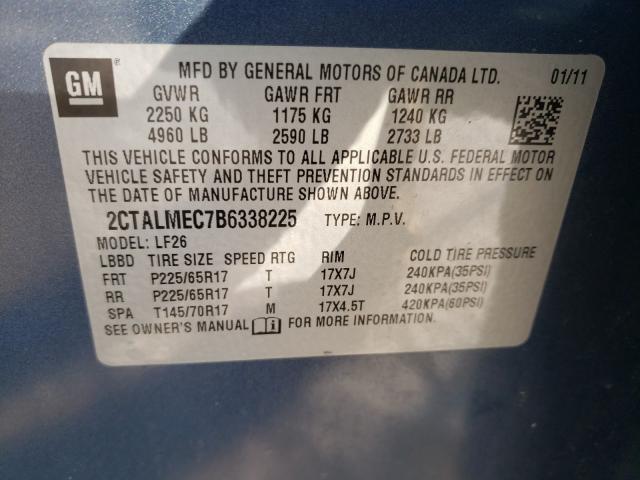 GM ®
MFD BY GENERAL MOTORS OF CANADA LTD. 01/11
GVWR GAWR FRT GAWR RR
2250 KG 1175 KG 1240 KG
4960 LB 2590 LB 2733 LB
THIS VEHICLE CONFORMS TO ALL APPLICABLE U.S. FEDERAL MOTOR
VEHICLE SAFETY AND THEFT PREVENTION STANDARDS IN EFFECT ON
THE DATE OF MANUFACTURE SHOWN ABOVE.
2CTALMEC7B6338225 TYPE: M.P.V.
MODEL: LF26
LBBD TIRE SIZE SPEED RTG RIM COLD TIRE PRESSURE
FRT P225/65R17 T 17X7J 240KPA(35PSI)
RR P225/65R17 T 17X7J 240KPA(35PSI)
SPA T145/70R17 M 17X4.5T 420KPA(60PSI)
SEE OWNER'S MANUAL i FOR MORE INFORMATION.